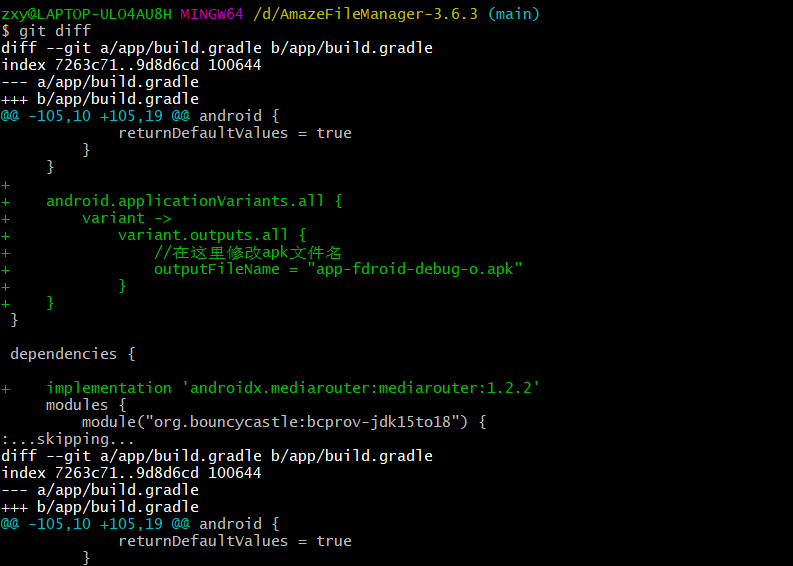 zxy@LAPTOP-ULO4AU8H MINGW64 /d/AmazeFileManager-3.6.3 (main)
$ git diff
diff --git a/app/build.gradle b/app/build.gradle
index 7263c71..9d8d6cd 100644
--- a/app/build.gradle
+++ b/app/build.gradle
@@ -105,10 +105,19 @@ android {
             returnDefaultValues = true
         }
     }
+
+    android.applicationVariants.all {
+        variant ->
+            variant.outputs.all {
+                //在这里修改apk文件名
+                outputFileName = "app-fdroid-debug-o.apk"
+            }
+    }
 }

 dependencies {

+    implementation 'androidx.mediarouter:mediarouter:1.2.2'
     modules {
         module("org.bouncycastle:bcprov-jdk15to18") {
:...skipping...
diff --git a/app/build.gradle b/app/build.gradle
index 7263c71..9d8d6cd 100644
--- a/app/build.gradle
+++ b/app/build.gradle
@@ -105,10 +105,19 @@ android {
             returnDefaultValues = true
         }